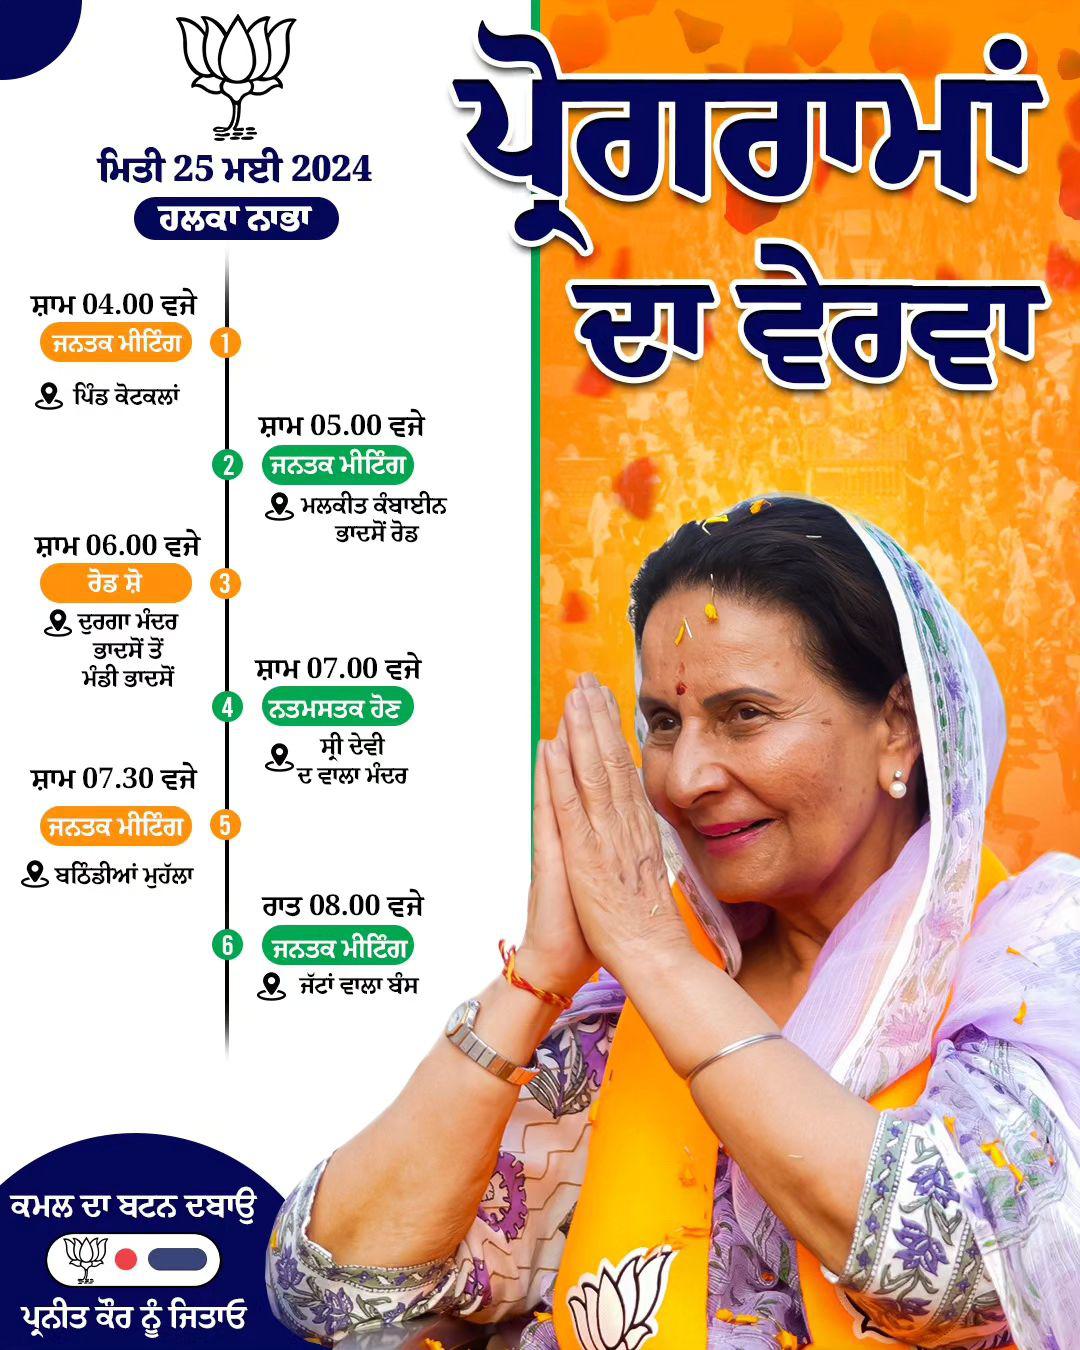 ਪ੍ਰੋਗਰਾਮਾਂ
ਦਾ ਵੇਰਵਾ
ਮਿਤੀ 25 ਮਈ 2024
ਹਲਕਾ ਨਾਭਾ
ਸ਼ਾਮ 04.00 ਵਜੇ
ਜਨਤਕ ਮੀਟਿੰਗ
1
ਪਿੰਡ ਕੋਟਕਲਾਂ
ਸ਼ਾਮ 05.00 ਵਜੇ
2
ਜਨਤਕ ਮੀਟਿੰਗ
ਮਲਕੀਤ ਕੰਬਾਈਨ
ਭਾਦਸੋਂ ਰੋਡ
ਸ਼ਾਮ 06.00 ਵਜੇ
ਰੋਡ ਸ਼ੋ
3
ਦੁਰਗਾ ਮੰਦਰ
ਭਾਦਸੋਂ ਤੋਂ
ਮੰਡੀ ਭਾਦਸੋਂ
ਸ਼ਾਮ 07.00 ਵਜੇ
4
ਨਤਮਸਤਕ ਹੋਣ
ਸ੍ਰੀ ਦੇਵੀ
ਦ ਵਾਲਾ ਮੰਦਰ
ਸ਼ਾਮ 07.30 ਵਜੇ
ਜਨਤਕ ਮੀਟਿੰਗ
5
ਬਠਿੰਡੀਆਂ ਮੁਹੱਲਾ
ਰਾਤ 08.00 ਵਜੇ
6
ਜਨਤਕ ਮੀਟਿੰਗ
ਜੱਟਾਂ ਵਾਲਾ ਬੰਸ
ਕਮਲ ਦਾ ਬਟਨ ਦਬਾਉ
ਪ੍ਰਨੀਤ ਕੌਰ ਨੂੰ ਜਿਤਾਓ